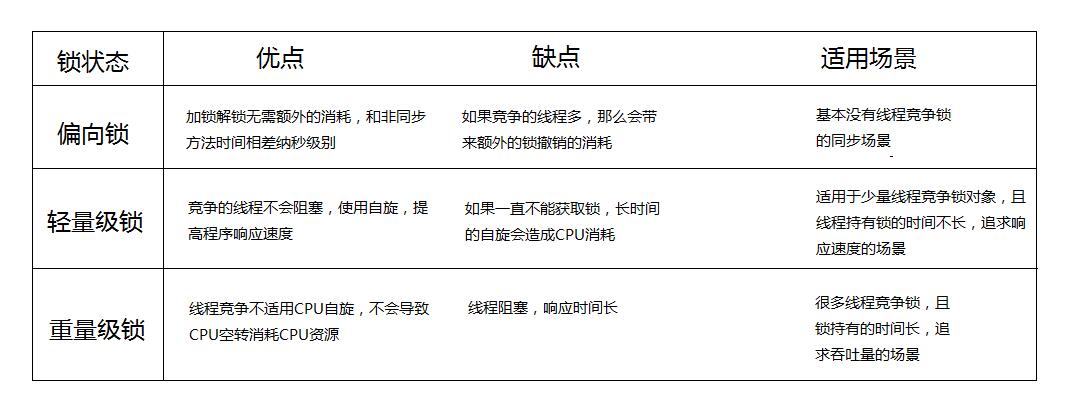 锁状态 优点 缺点 适用场景
偏向锁
加锁解锁无需额外的消耗，和非同步
方法时间相差纳秒级别
如果竞争的线程多，那么会带
来额外的锁撤销的消耗
基本没有线程竞争锁
的同步场景
轻量级锁
竞争的线程不会阻塞，使用自旋，提
高程序响应速度
如果一直不能获取锁，长时间
的自旋会造成CPU消耗
适用于少量线程竞争锁对象，且
线程持有锁的时间不长，追求响
应速度的场景
重量级锁
线程竞争不适用CPU自旋，不会导致
CPU空转消耗CPU资源
线程阻塞，响应时间长
很多线程竞争锁，且
锁持有的时间长，追
求吞吐量的场景